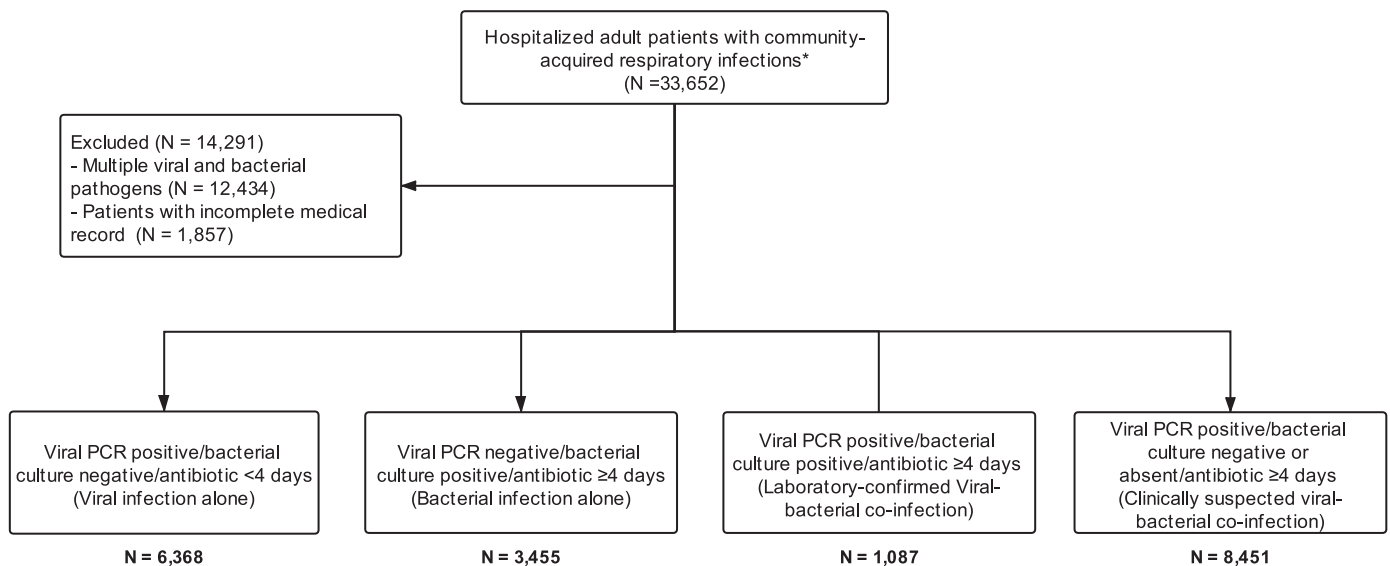 Hospitalized adult patients with community-
acquired respiratory infections*
(N =33,652)
Excluded (N = 14,291)
- Multiple viral and bacterial
pathogens (N = 12,434)
- Patients with incomplete medical
record (N = 1,857)
Viral PCR positive/bacterial
culture negative/antibiotic <4 days
(Viral infection alone)
N = 6,368
Viral PCR negative/bacterial
culture positive/antibiotic ≥4 days
(Bacterial infection alone)
N = 3,455
Viral PCR positive/bacterial
culture positive/antibiotic ≥4 days
(Laboratory-confirmed Viral-
bacterial co-infection)
N = 1,087
Viral PCR positive/bacterial
culture negative or
absent/antibiotic ≥4 days
(Clinically suspected viral-
bacterial co-infection)
N = 8,451